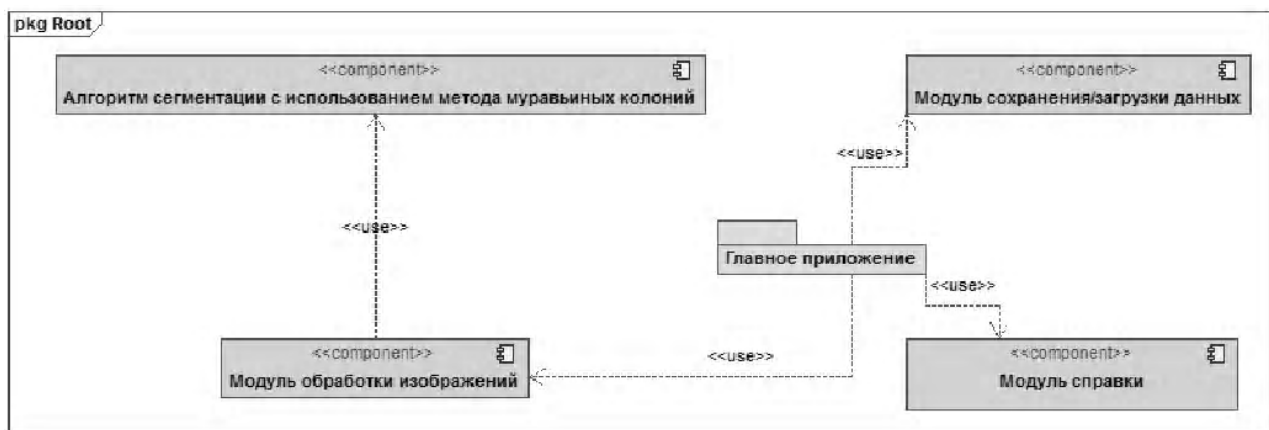 pkg Root
<<component>>
Алгоритм сегментации с использованием метода муравьиных колоний
<<component>>
Модуль сохранения/загрузки данных
<<use>>
<<use>>
Главное приложение
<<use>>
<<use>>
<<component>>
Модуль обработки изображений
<<component>>
Модуль справки